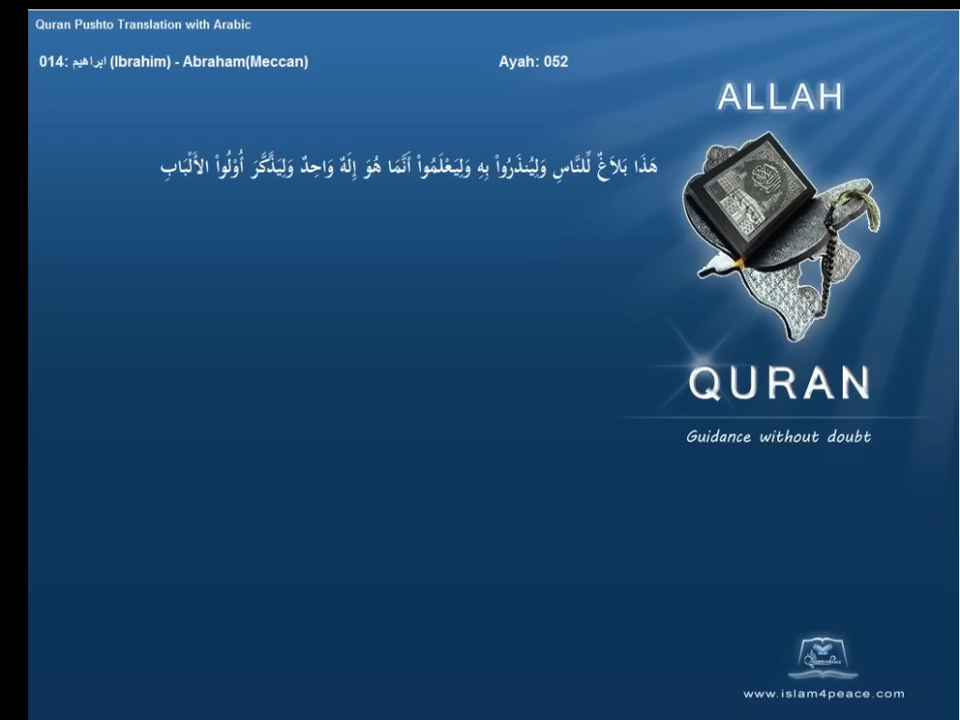 Quran Pushto Translation with Arabic
014: ابراهيم (Ibrahim) - Abraham(Meccan) Ayah: 052
ALLAH
هَذَا بَلاَغٌ لِّلنَّاسِ وَلِيُنذَرُواْ بِهِ وَلِيَعْلَمُواْ أَنَّمَا هُوَ إِلَهٌ وَاحِدٌ وَلِيَذَّكَّرَ أُوْلُواْ الأَلْبَابِ
QURAN
Guidance without doubt
www.islam4peace.com